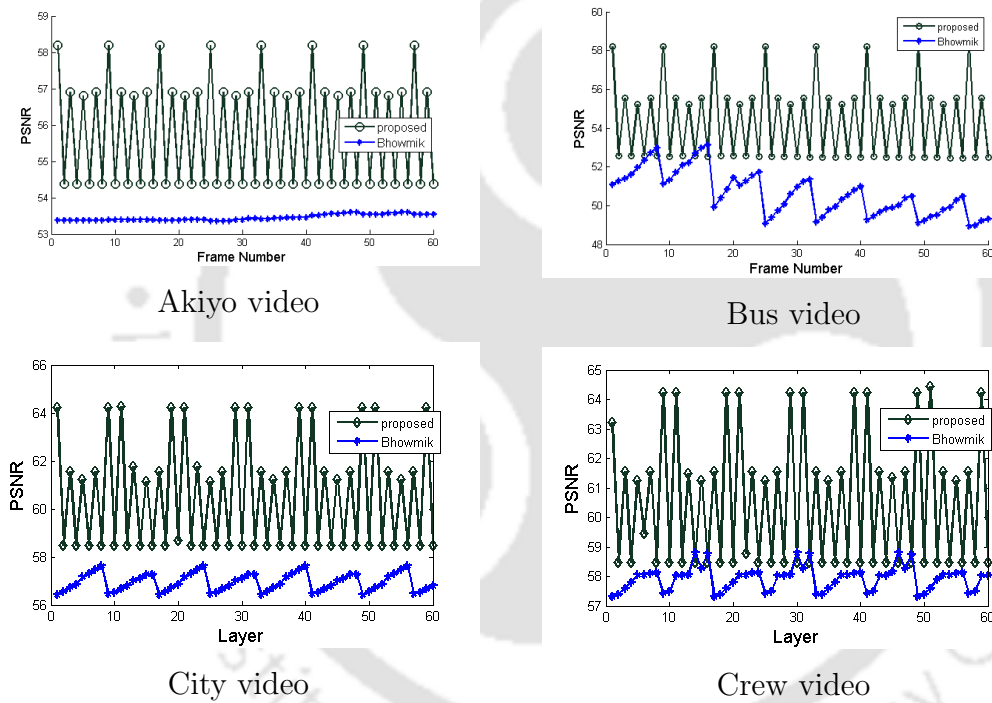 59
58
57
56
55
54
53
PSNR
0 10 20 30 40 50 60
Frame Number
proposed
Bhowmik
Akiyo video
60
58
56
54
52
50
48
PSNR
0 10 20 30 40 50 60
Frame Number
proposed
Bhowmik
Bus video
66
64
62
60
58
56
PSNR
0 10 20 30 40 50 60
Layer
proposed
Bhowmik
City video
65
64
63
62
61
60
59
58
57
PSNR
0 10 20 30 40 50 60
Layer
proposed
Bhowmik
Crew video